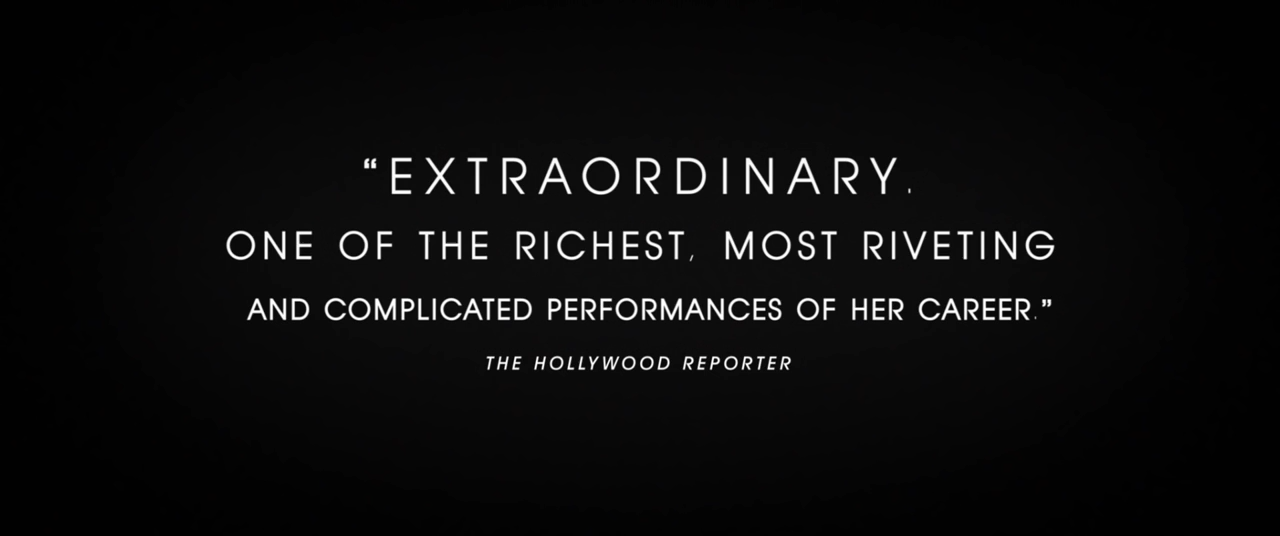 “EXTRAORDINARY.
ONE OF THE RICHEST, MOST RIVETING
AND COMPLICATED PERFORMANCES OF HER CAREER.”
THE HOLLYWOOD REPORTER